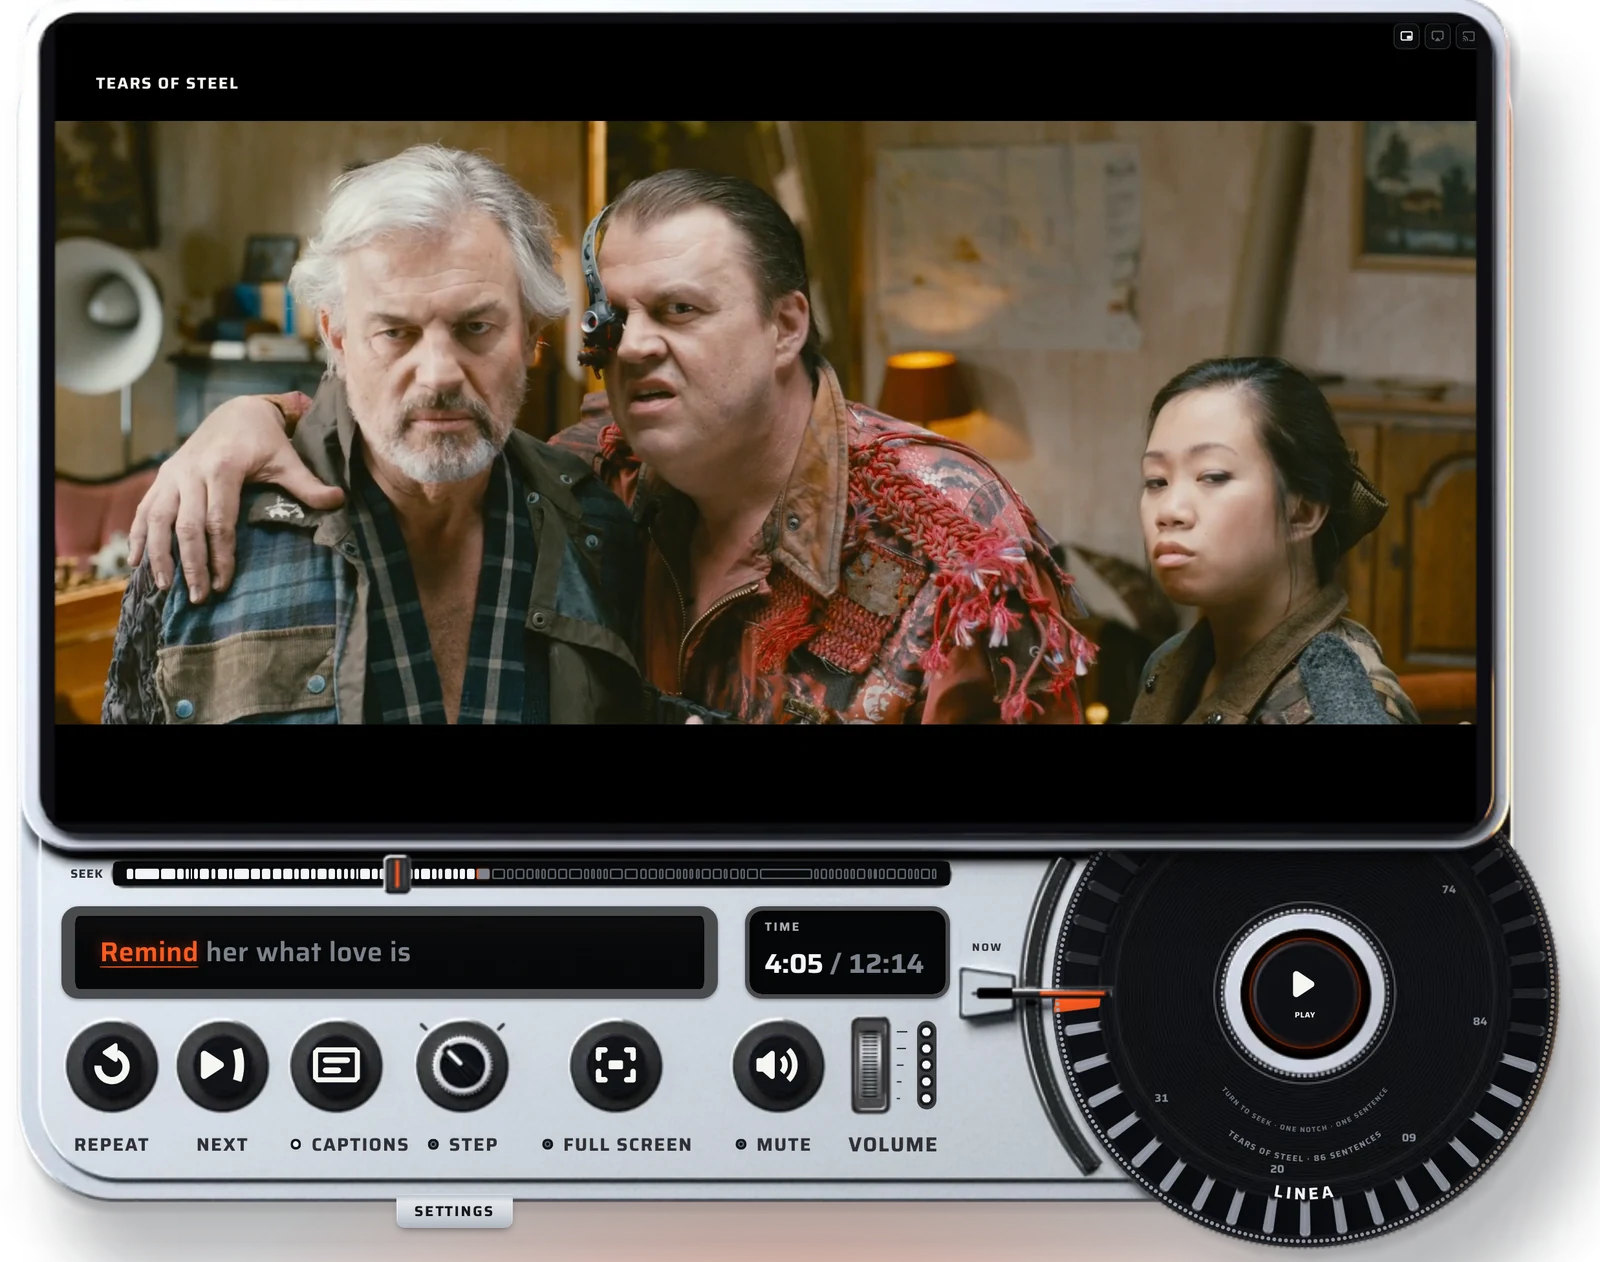 TEARS OF STEEL
SEEK
Remind her what love is
TIME
4:05 / 12:14
NOW
PLAY
74
84
31
09
20
TURN TO SEEK · ONE NOTCH · ONE SENTENCE
TEARS OF STEEL · 86 SENTENCES
LINEA
REPEAT
NEXT
CAPTIONS
STEP
FULL SCREEN
MUTE
VOLUME
SETTINGS